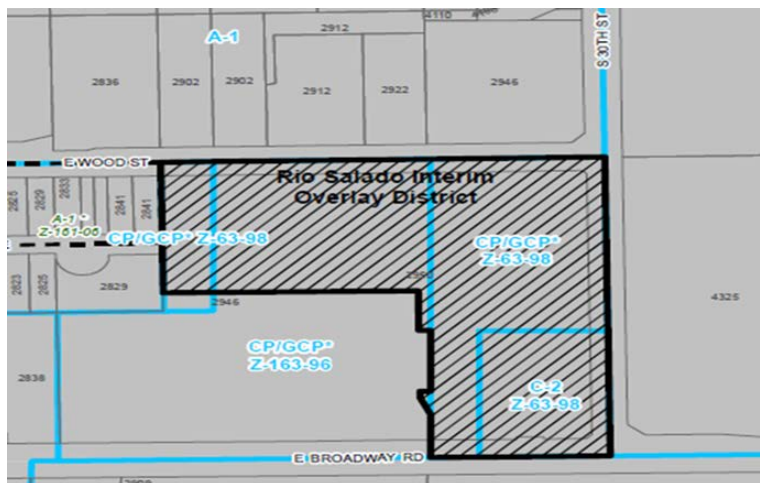 4110
A-1
2912
S 30TH ST
2836
2902
2902
2912
2922
2946
E WOOD ST
Rio Salado Interim
Overlay District
2825
2829
2833
2841
2841
A-1 *
Z-161-06
E
CP/GCP* Z-63-98
CP/GCP*
Z-63-98
2823
2825
2829
2946
4325
CP/GCP*
Z-163-96
2838
C-2
Z-63-98
E BROADWAY RD